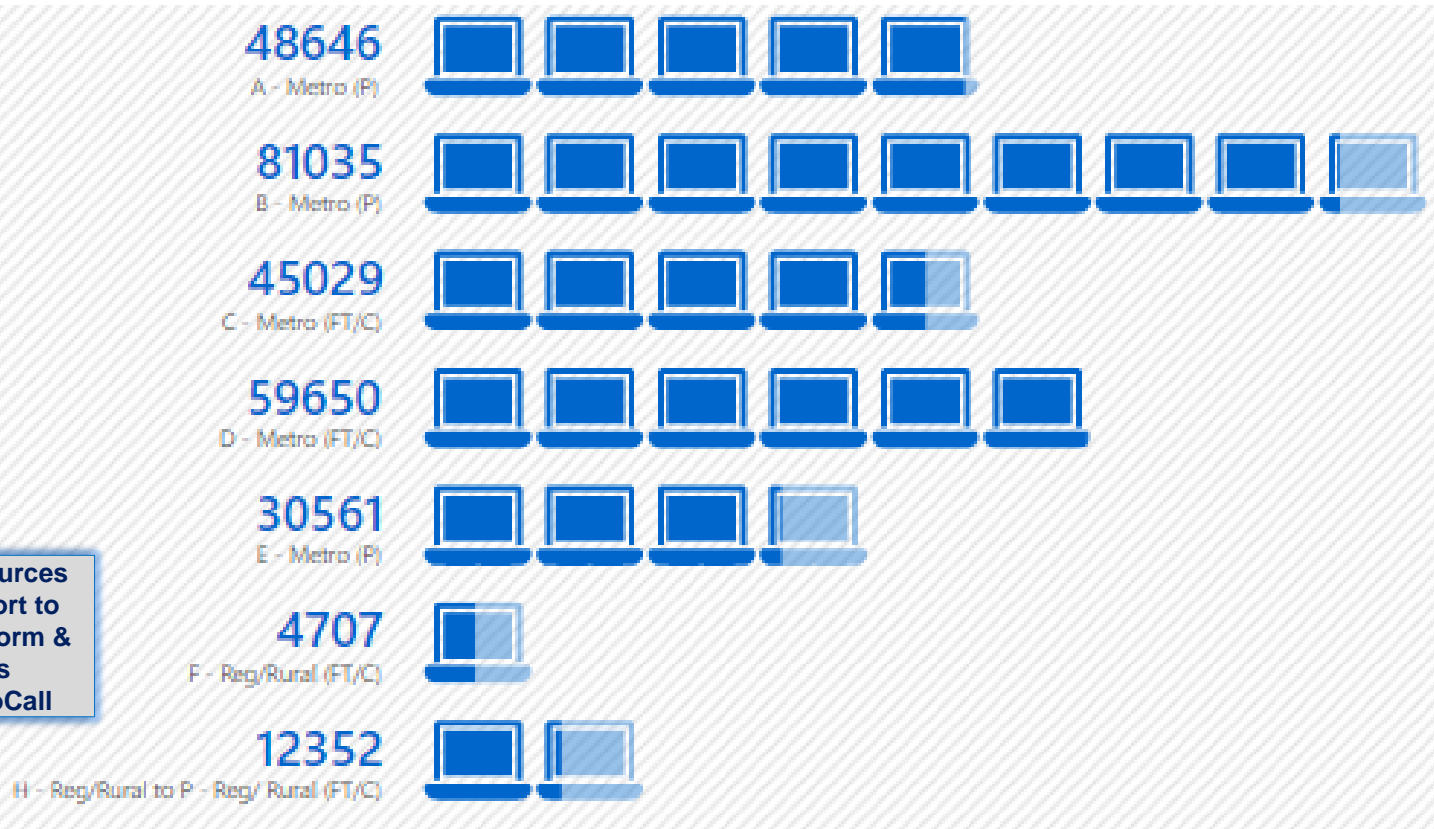 48646
A - Metro (P)
81035
B - Metro (P)
45029
C - Metro (FT/C)
59650
D - Metro (FT/C)
30561
E - Metro (P)
urces
ort to
orm &
s
oCall
4707
F - Reg/Rural (FT/C)
12352
H - Reg/Rural to P - Reg/ Rural (FT/C)